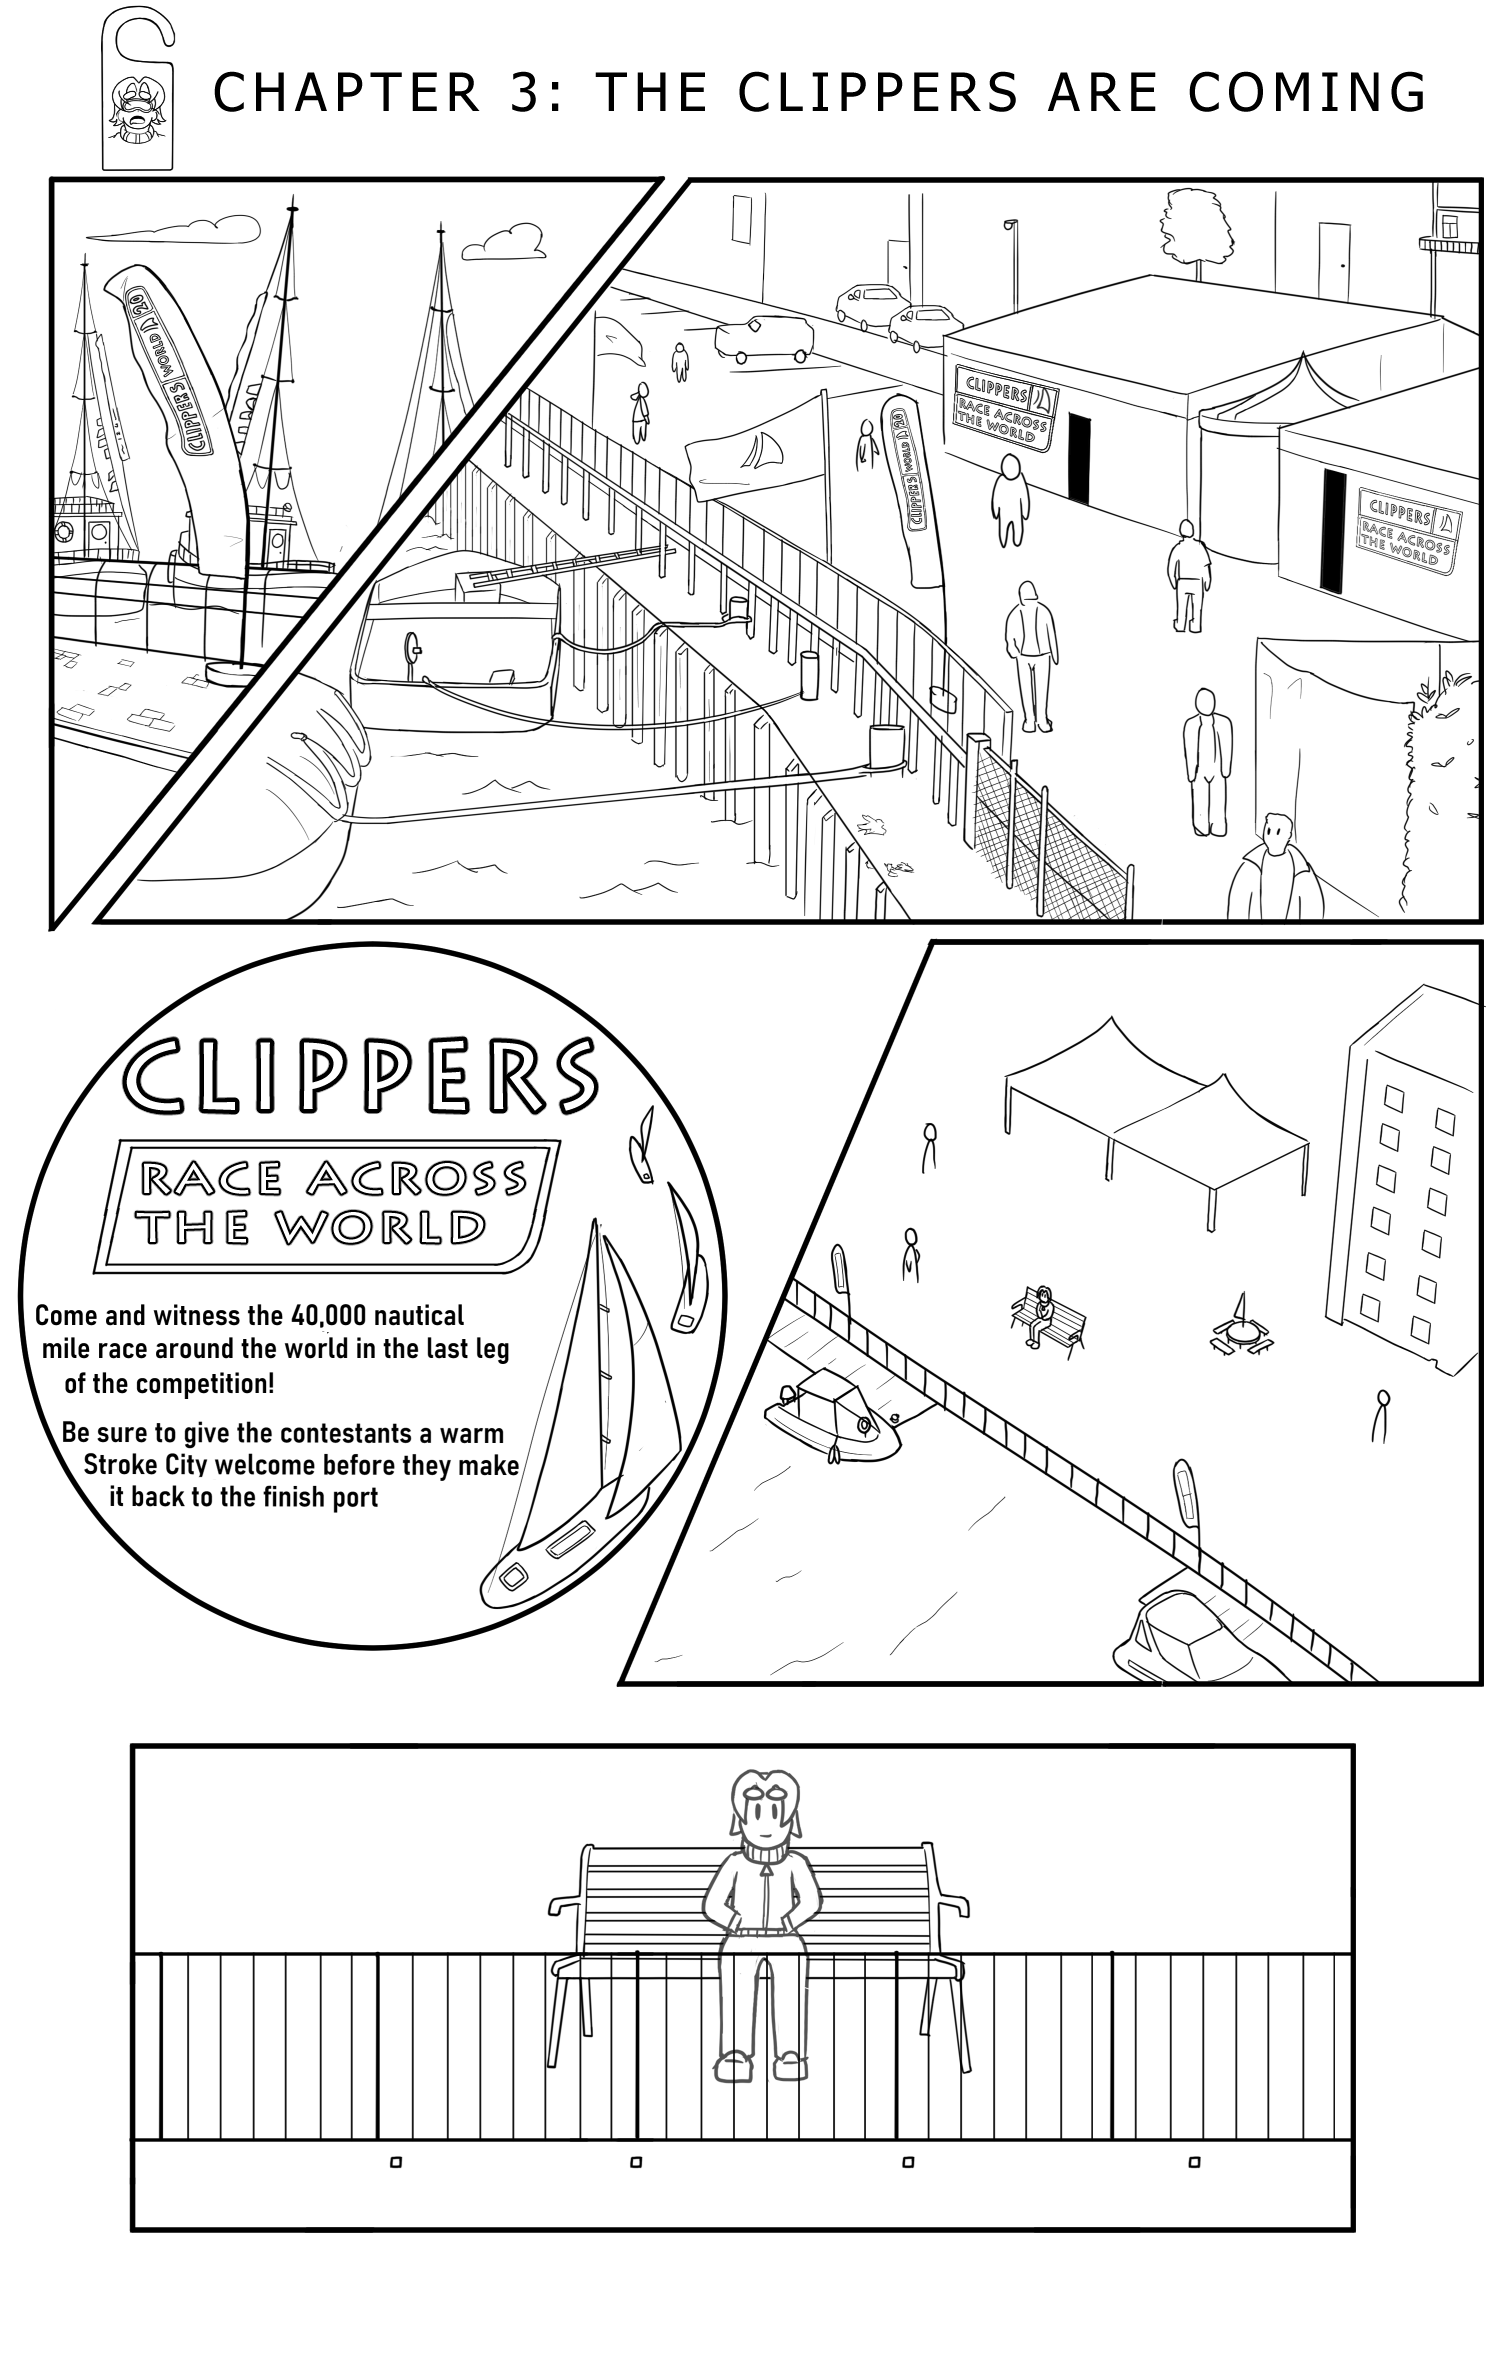 CHAPTER 3: THE CLIPPERS ARE COMING
CLIPPERS WORLD 20
CLIPPERS WORLD 20
CLIPPERS
RACE ACROSS
THE WORLD
CLIPPERS
RACE ACROSS
THE WORLD
CLIPPERS
RACE ACROSS
THE WORLD
Come and witness the 40,000 nautical
mile race around the world in the last leg
of the competition!
Be sure to give the contestants a warm
Stroke City welcome before they make
it back to the finish port